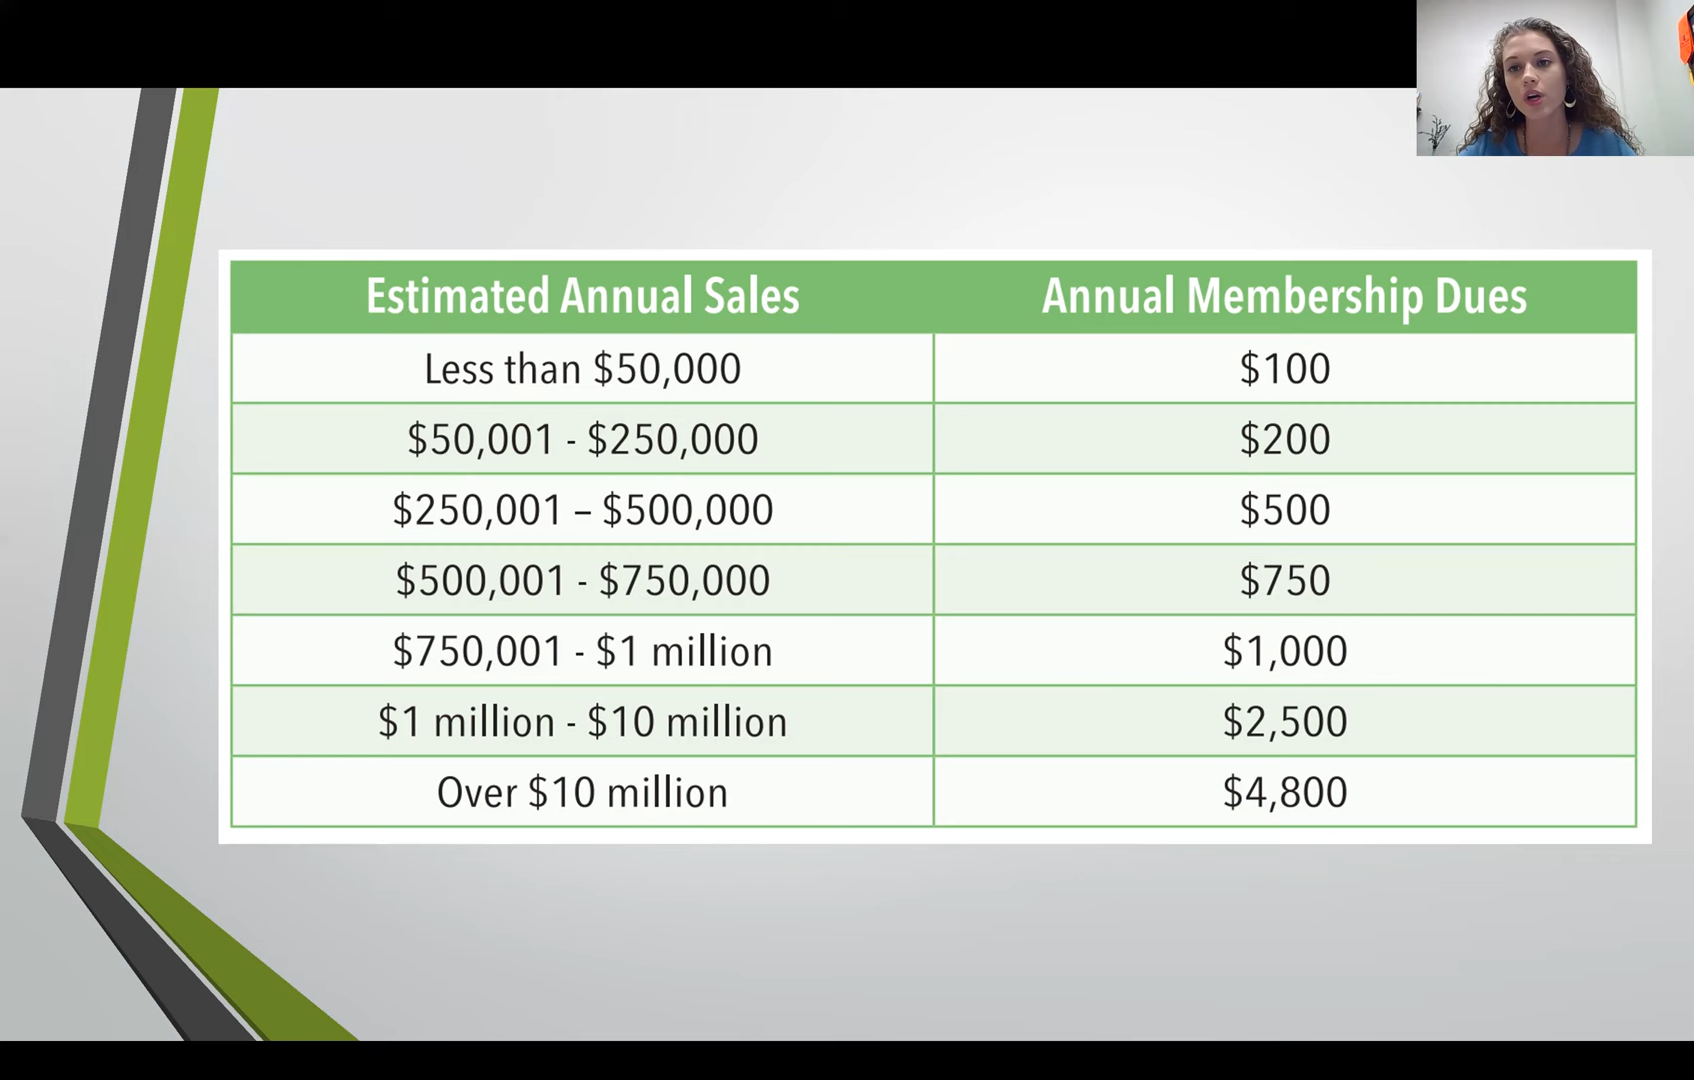 Estimated Annual Sales Annual Membership Dues
Less than $50,000 $100
$50,001 - $250,000 $200
$250,001 – $500,000 $500
$500,001 - $750,000 $750
$750,001 - $1 million $1,000
$1 million - $10 million $2,500
Over $10 million $4,800